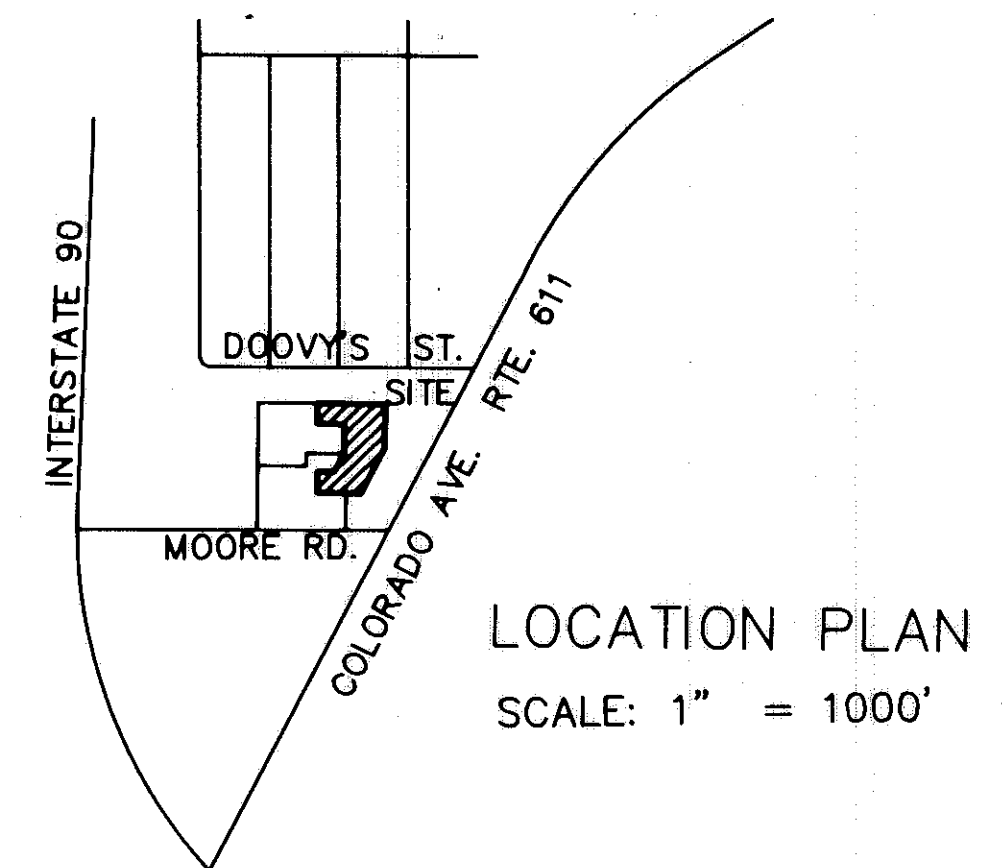 INTERSTATE 90
DOOVY'S ST.
SITE
RTE. 611
COLORADO AVE.
MOORE RD.
LOCATION PLAN
SCALE: 1" = 1000'